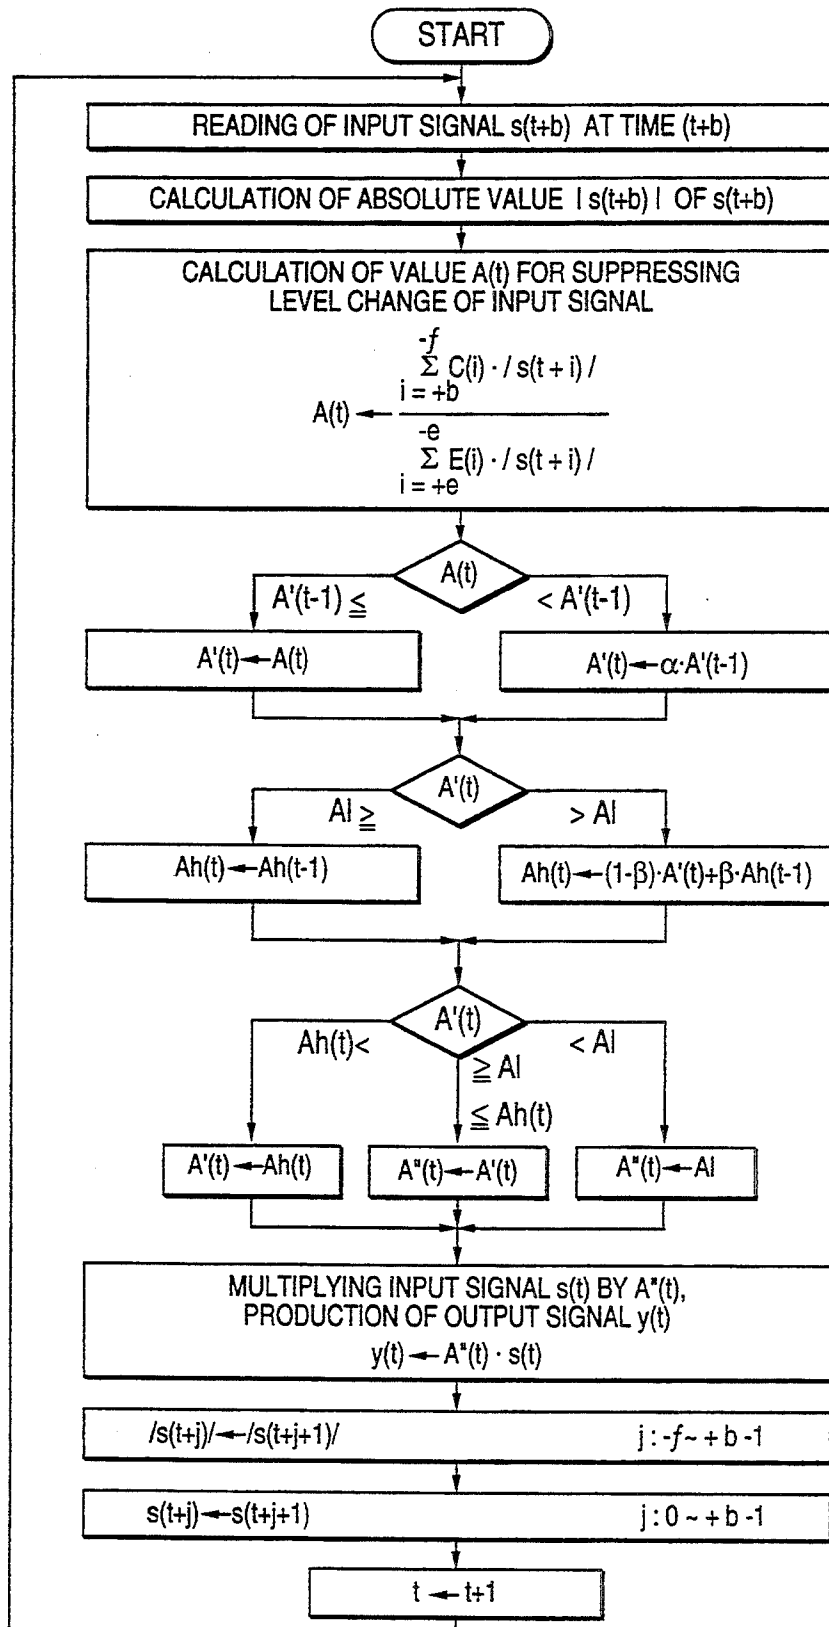 START
READING OF INPUT SIGNAL s(t+b) AT TIME (t+b)
CALCULATION OF ABSOLUTE VALUE | s(t+b) | OF s(t+b)
CALCULATION OF VALUE A(t) FOR SUPPRESSING
LEVEL CHANGE OF INPUT SIGNAL
-f
Σ C(i) · / s(t + i) /
i = +b
A(t) ←
-e
Σ E(i) · / s(t + i) /
i = +e
A(t)
A'(t-1) ≦
< A'(t-1)
A'(t)←A(t)
A'(t)←α·A'(t-1)
A'(t)
Al ≧
> Al
Ah(t)←Ah(t-1)
Ah(t)←(1-β)·A'(t)+β·Ah(t-1)
A'(t)
Ah(t)<
< Al
≧ Al
≦ Ah(t)
A'(t)←Ah(t)
A"(t)←A'(t)
A"(t)←Al
MULTIPLYING INPUT SIGNAL s(t) BY A"(t),
PRODUCTION OF OUTPUT SIGNAL y(t)
y(t) ← A"(t) · s(t)
/s(t+j)/←/s(t+j+1)/ j : -f~ + b -1
s(t+j)←s(t+j+1) j : 0 ~ + b -1
t ← t+1